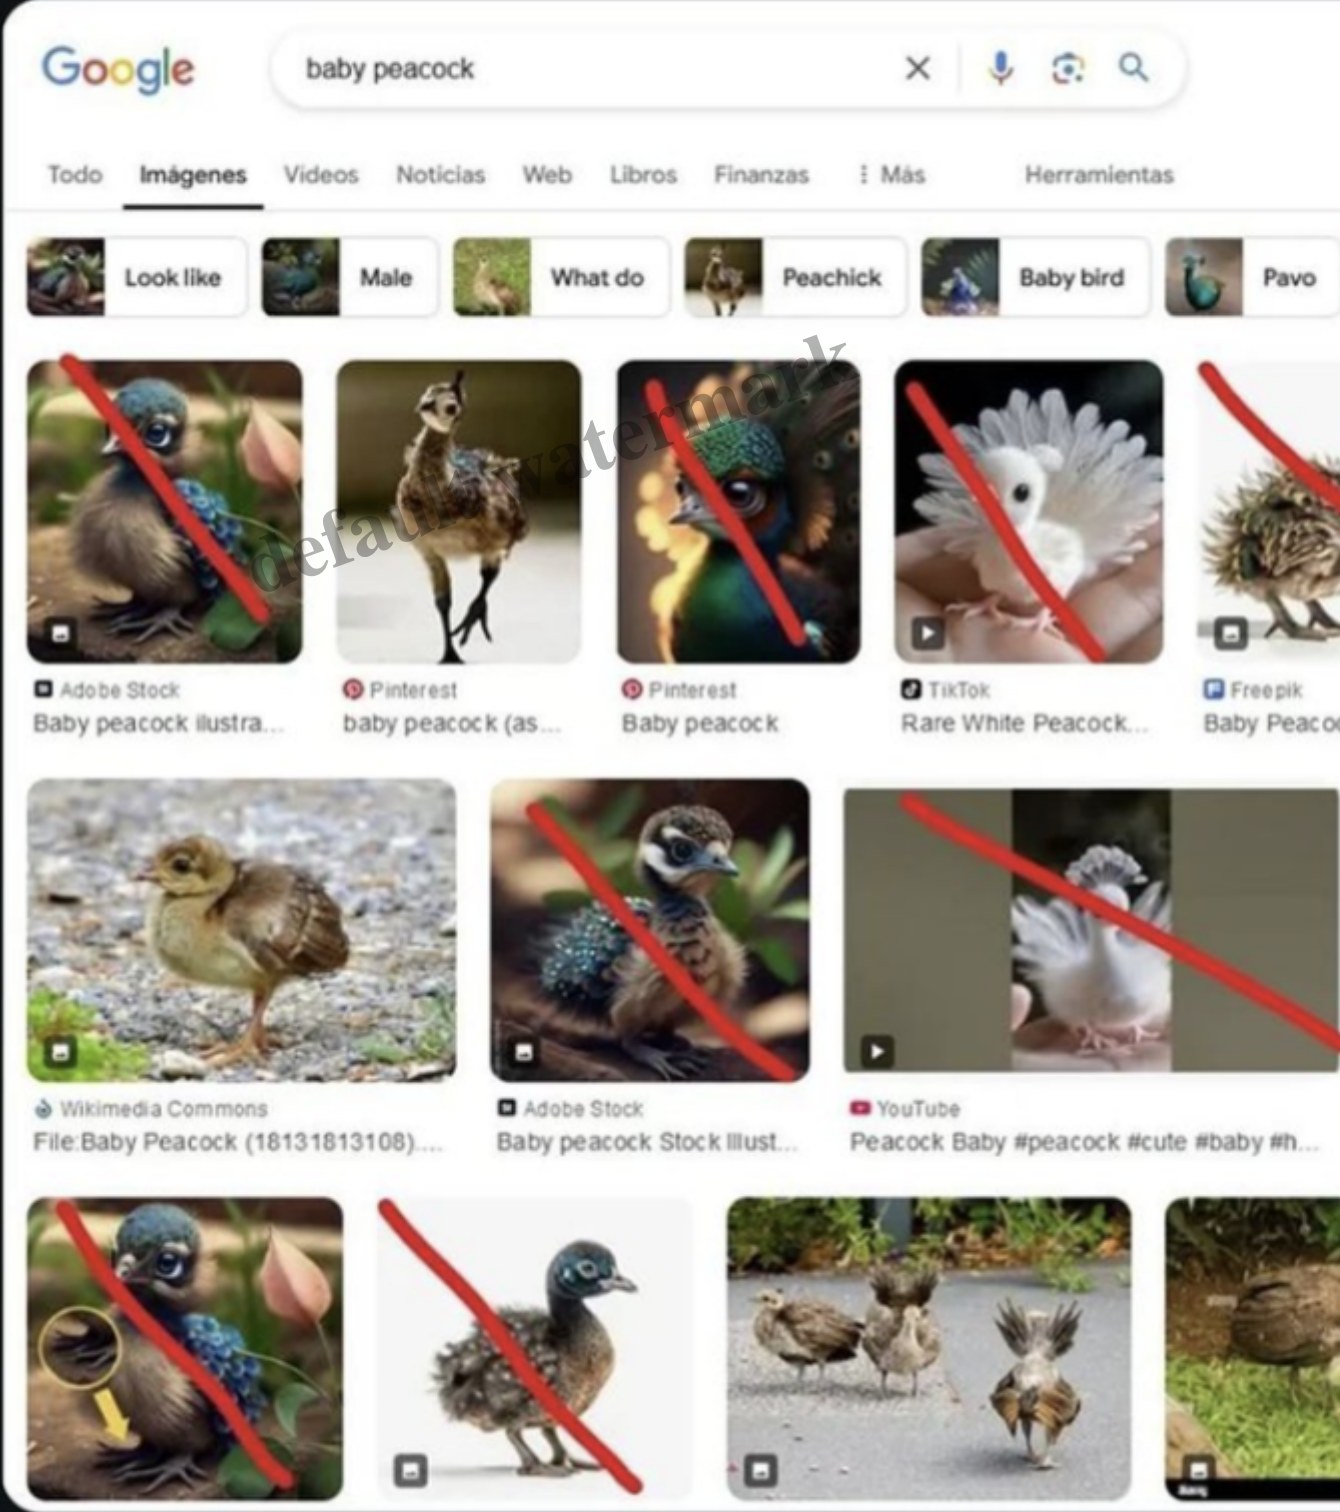 Google
baby peacock
Todo Imágenes Videos Noticias Web Libros Finanzas Más Herramientas
Look like Male What do Peachick Baby bird Pavo
default watermark
Adobe Stock Pinterest Pinterest TikTok Freepik
Baby peacock ilustra... baby peacock (as... Baby peacock Rare White Peacock... Baby Peaco
Wikimedia Commons Adobe Stock YouTube
File:Baby Peacock (18131813108).... Baby peacock Stock Illust... Peacock Baby #peacock #cute #baby #h...